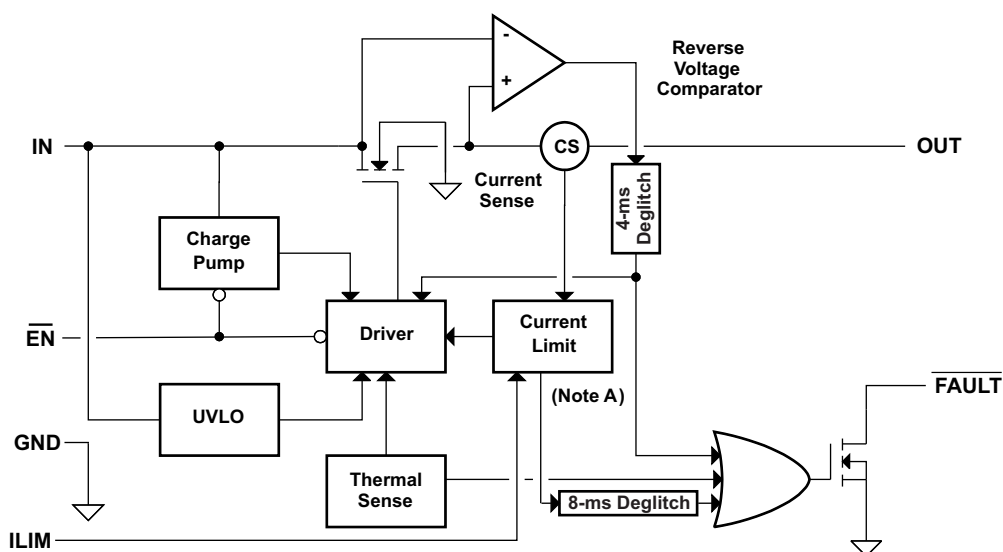 -
+
Reverse
Voltage
Comparator
IN
CS
OUT
Current
Sense
4-ms
Deglitch
Charge
Pump
EN
Driver
Current
Limit
(Note A)
FAULT
UVLO
GND
Thermal
Sense
8-ms Deglitch
ILIM